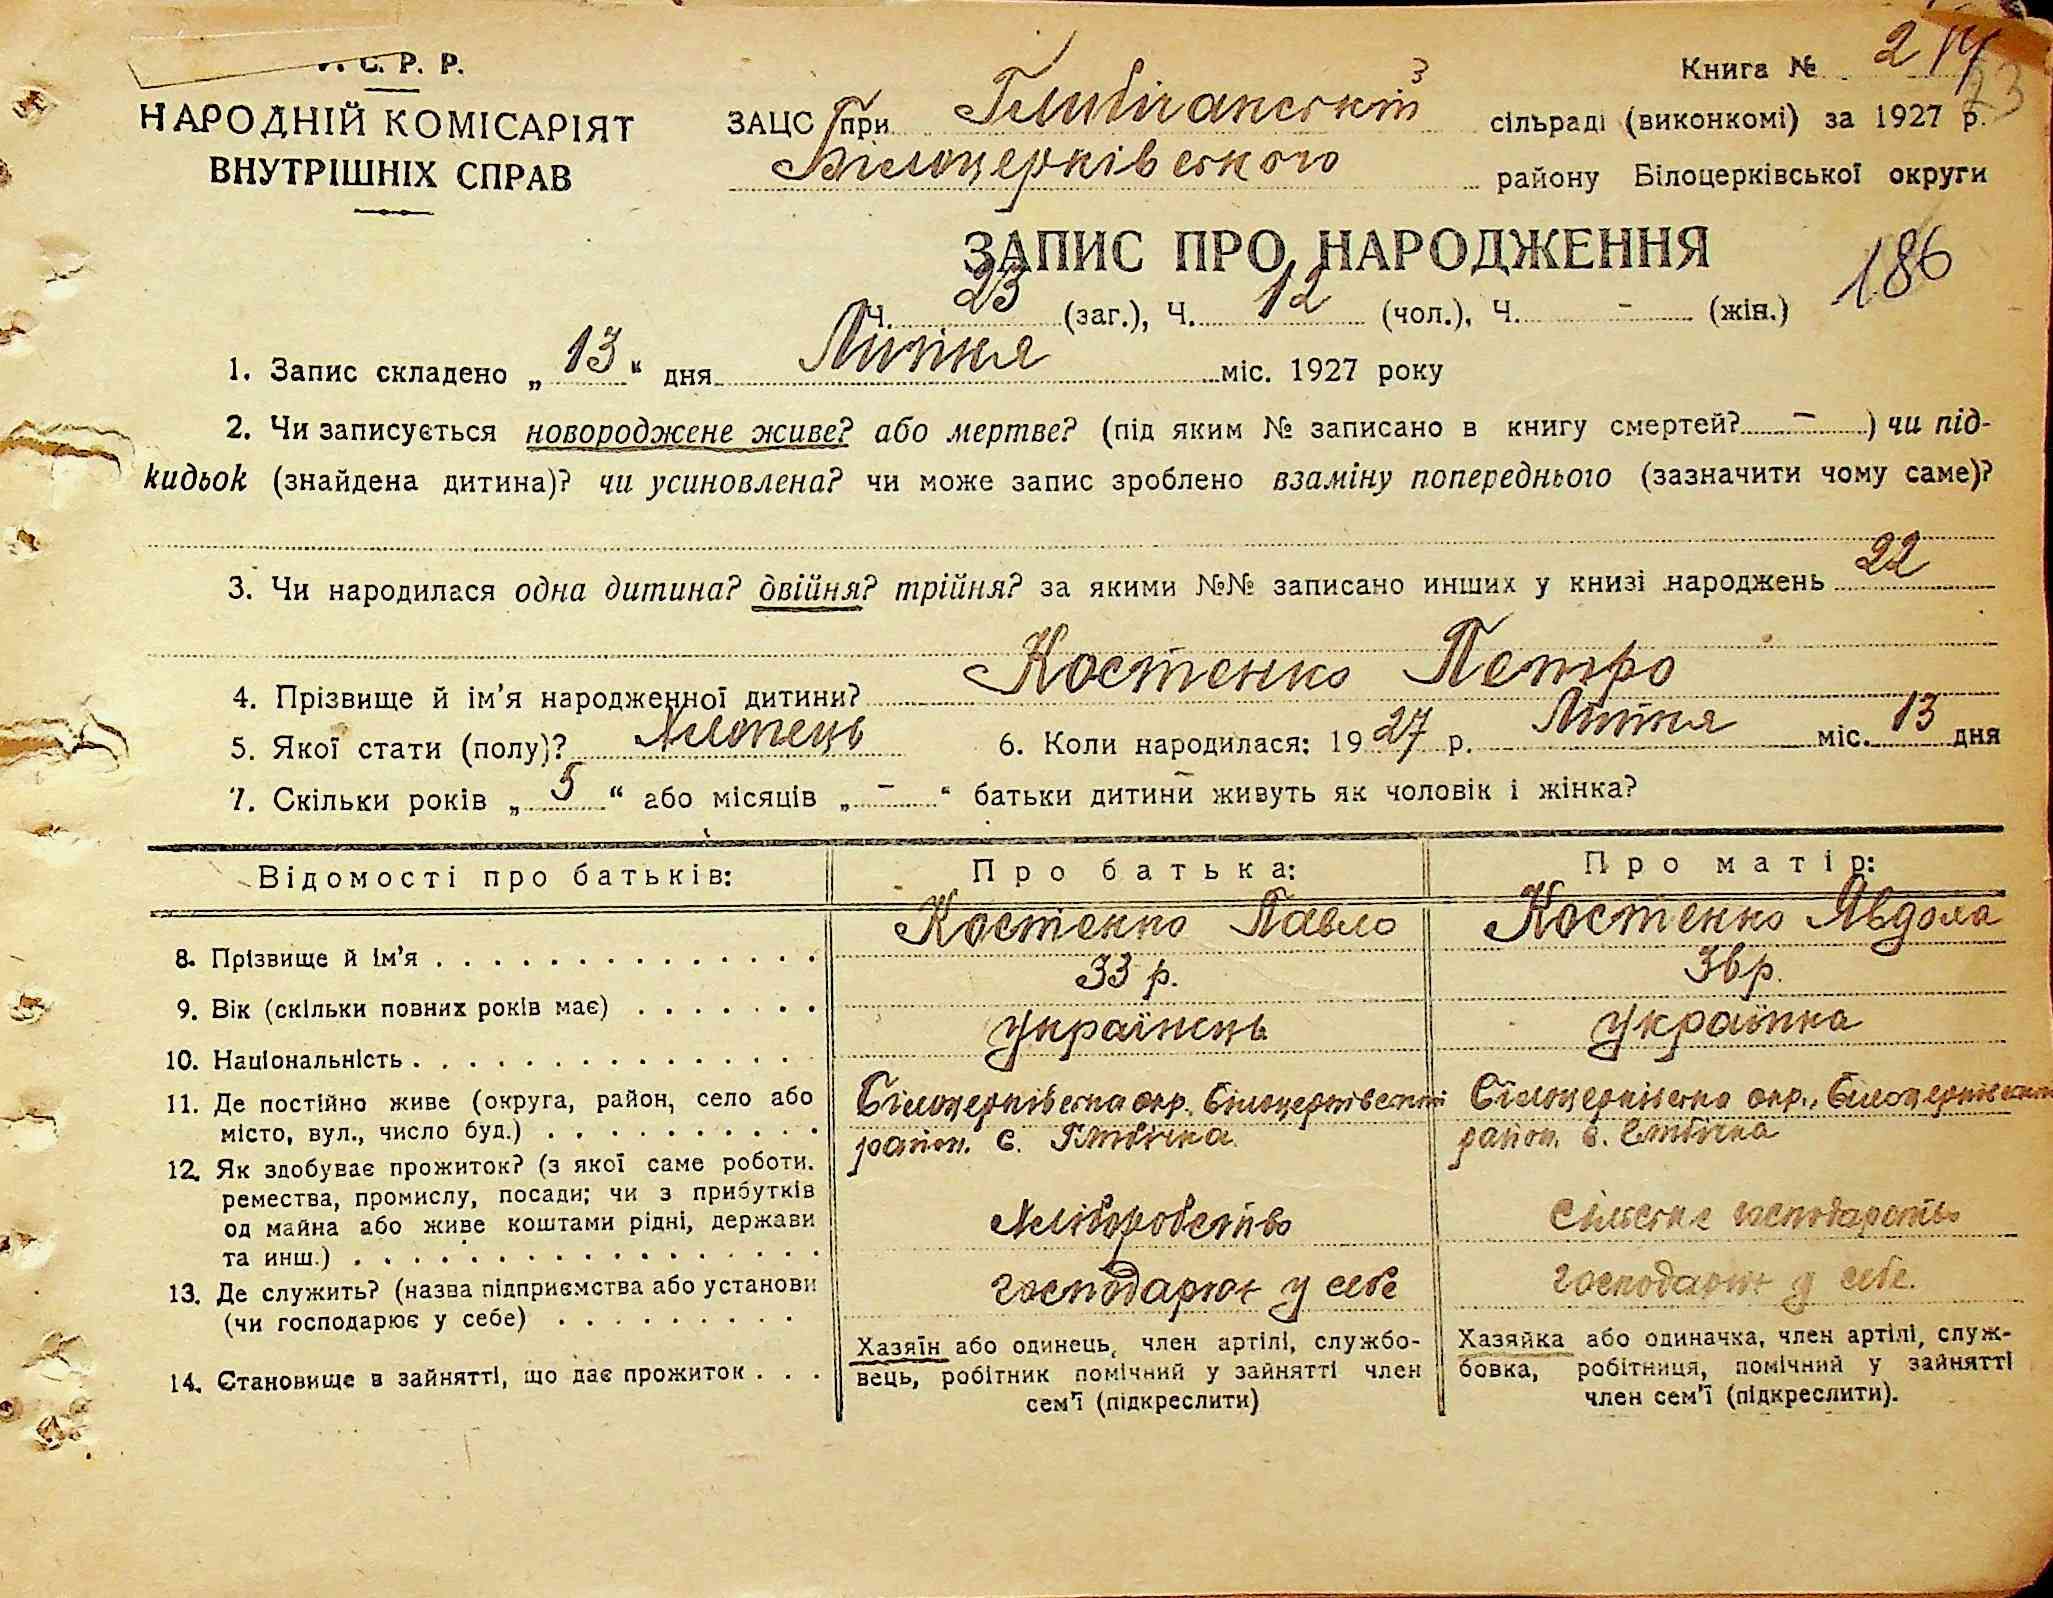 С. Р. Р.
НАРОДНІЙ КОМІСАРІЯТ
ВНУТРІШНІХ СПРАВ
Книга № 2
ЗАЦС при Глибічанскій сільраді (виконкомі) за 1927 р.
Білоцерківського району Білоцерківської округи
ЗАПИС ПРО НАРОДЖЕННЯ
186
Ч. 23 (заг.), Ч. 12 (чол.), Ч. - (жін.)
1. Запис складено „13“ дня Липня міс. 1927 року
2. Чи записується новороджене живе? або мертве? (під яким № записано в книгу смертей? - ) чи під-
кидьок (знайдена дитина)? чи усиновлена? чи може запис зроблено взаміну попереднього (зазначити чому саме)?
3. Чи народилася одна дитина? двійня? трійня? за якими №№ записано инших у книзі народжень 22
4. Прізвище й ім’я народженної дитини? Костенко Петро
5. Якої стати (полу)? Хлопець 6. Коли народилася: 1927 р. Липня міс. 13 дня
7. Скільки років „5“ або місяців „-“ батьки дитини живуть як чоловік і жінка?
Відомості про батьків: Про батька: Про матір:
8. Прізвище й ім’я Костенко Павло Костенко Явдоха
9. Вік (скільки повних років має) 33 р. 36 р.
10. Національність Українець Українка
11. Де постійно живе (округа, район, село або Білоцерківська окр. Білоцерківський Білоцерківська окр., Білоцерківский
місто, вул., число буд.) район. с. Глибічка район. с. Глибічка
12. Як здобуває прожиток? (з якої саме роботи,
ремества, промислу, посади; чи з прибутків
од майна або живе коштами рідні, держави Хліборобство сільське господарство
та инш.)
13. Де служить? (назва підприємства або установи господарює у себе господарює у себе.
(чи господарює у себе)
14. Становище в зайнятті, що дає прожиток
Хазяїн або одинець, член артілі, службо-
вець, робітник помічний у зайнятті член
сем’ї (підкреслити)
Хазяйка або одиначка, член артілі, служ-
бовка, робітниця, помічний у зайнятті
член сем’ї (підкреслити).